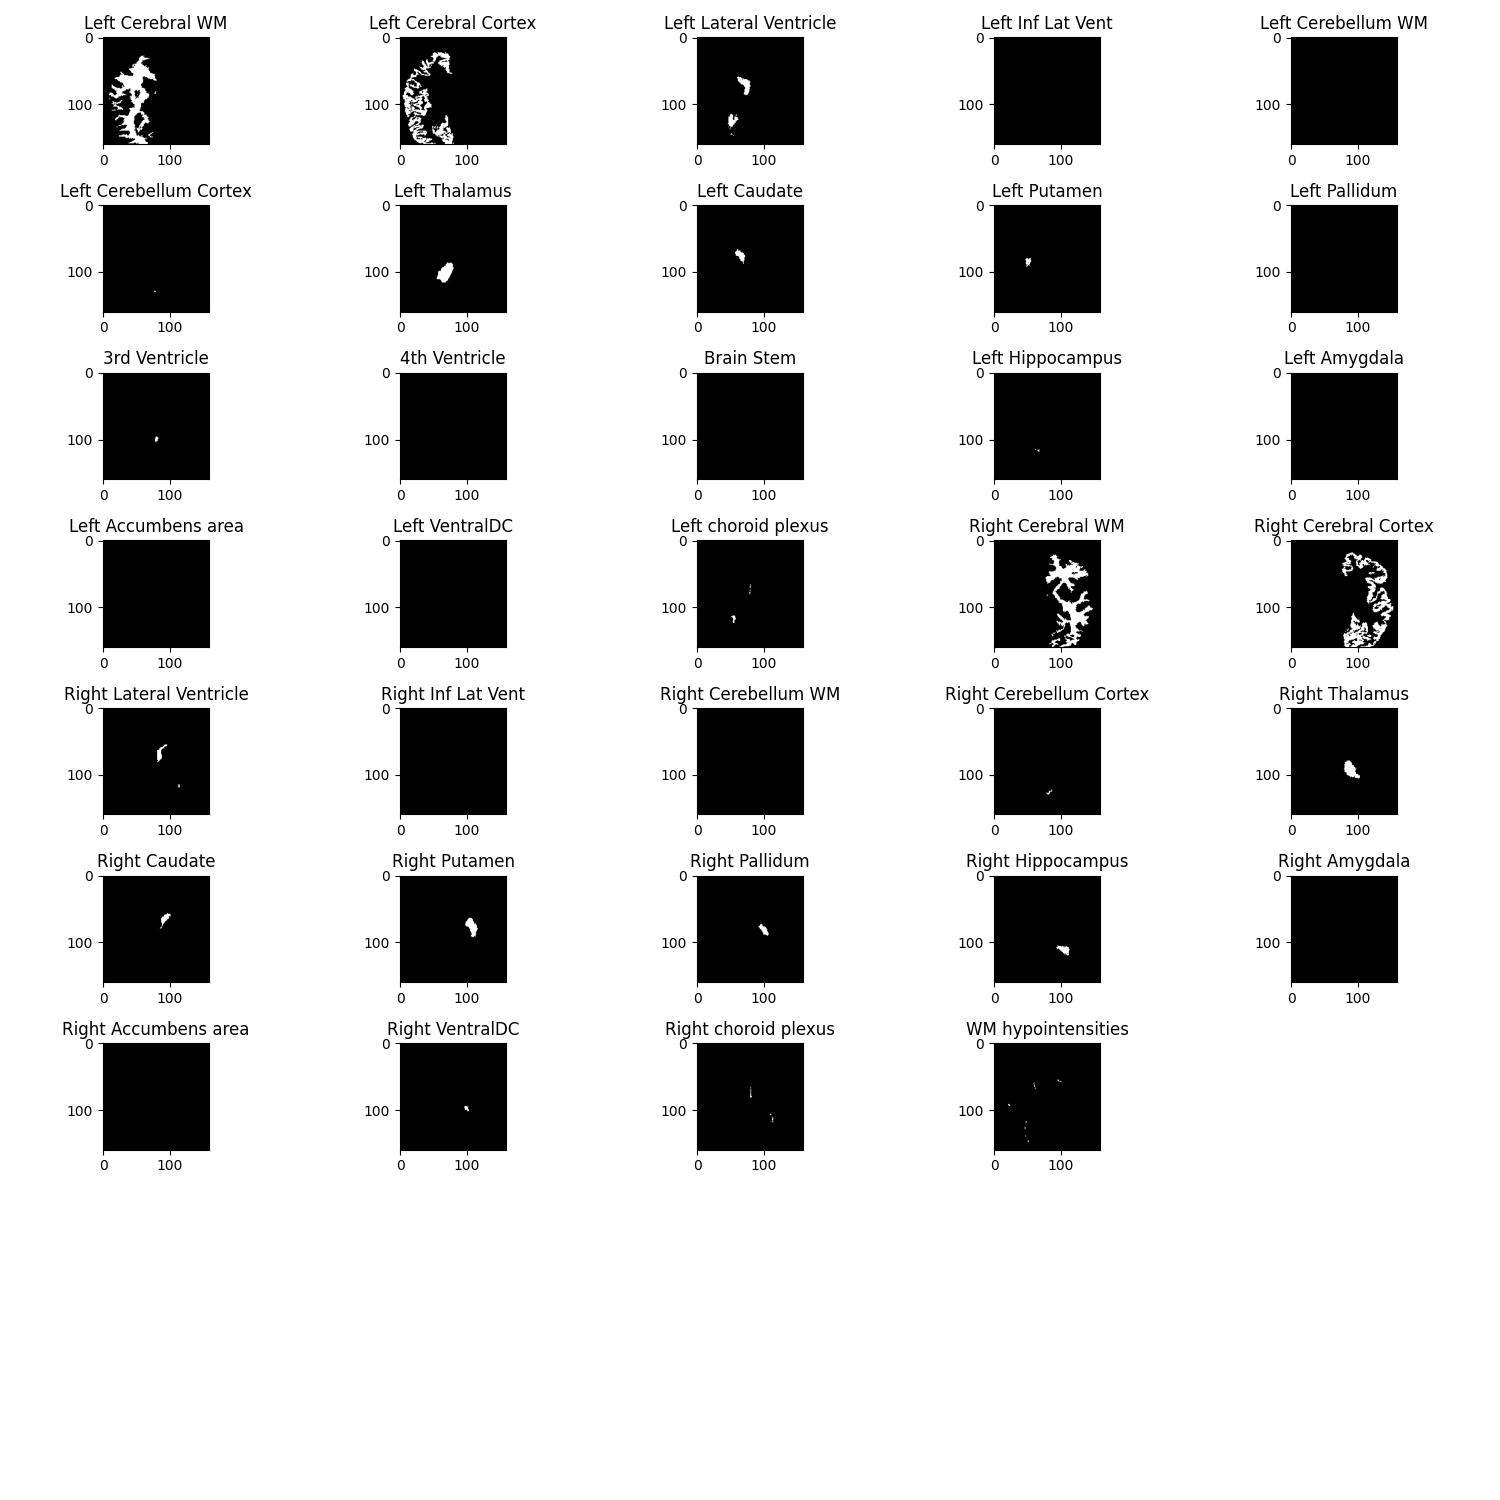 Left Cerebral WM Left Cerebral Cortex Left Lateral Ventricle Left Inf Lat Vent Left Cerebellum WM
0 0 0 0 0
100 100 100 100 100
0 100 0 100 0 100 0 100 0 100
Left Cerebellum Cortex Left Thalamus Left Caudate Left Putamen Left Pallidum
0 0 0 0 0
100 100 100 100 100
0 100 0 100 0 100 0 100 0 100
3rd Ventricle 4th Ventricle Brain Stem Left Hippocampus Left Amygdala
0 0 0 0 0
100 100 100 100 100
0 100 0 100 0 100 0 100 0 100
Left Accumbens area Left VentralDC Left choroid plexus Right Cerebral WM Right Cerebral Cortex
0 0 0 0 0
100 100 100 100 100
0 100 0 100 0 100 0 100 0 100
Right Lateral Ventricle Right Inf Lat Vent Right Cerebellum WM Right Cerebellum Cortex Right Thalamus
0 0 0 0 0
100 100 100 100 100
0 100 0 100 0 100 0 100 0 100
Right Caudate Right Putamen Right Pallidum Right Hippocampus Right Amygdala
0 0 0 0 0
100 100 100 100 100
0 100 0 100 0 100 0 100 0 100
Right Accumbens area Right VentralDC Right choroid plexus WM hypointensities
0 0 0 0
100 100 100 100
0 100 0 100 0 100 0 100